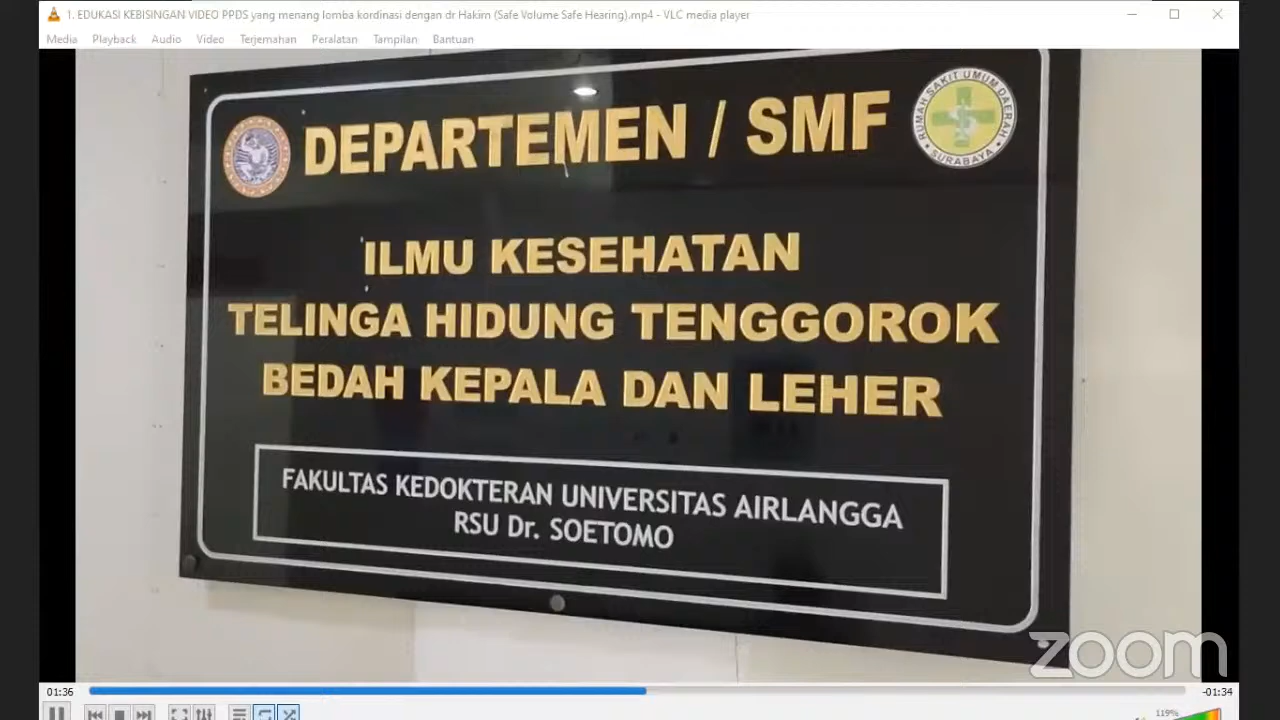 1. EDUKASI KEBISINGAN VIDEO PPDS yang menang lomba kordinasi dengan dr Hakim (Safe Volume Safe Hearing).mp4 - VLC media player
Media Playback Audio Video Terjemahan Peralatan Tampilan Bantuan
DEPARTEMEN / SMF
RUMAH SAKIT UMUM DAERAH
SURABAYA
ILMU KESEHATAN
TELINGA HIDUNG TENGGOROK
BEDAH KEPALA DAN LEHER
FAKULTAS KEDOKTERAN UNIVERSITAS AIRLANGGA
RSU Dr. SOETOMO
zoom
01:36
-01:34
119%